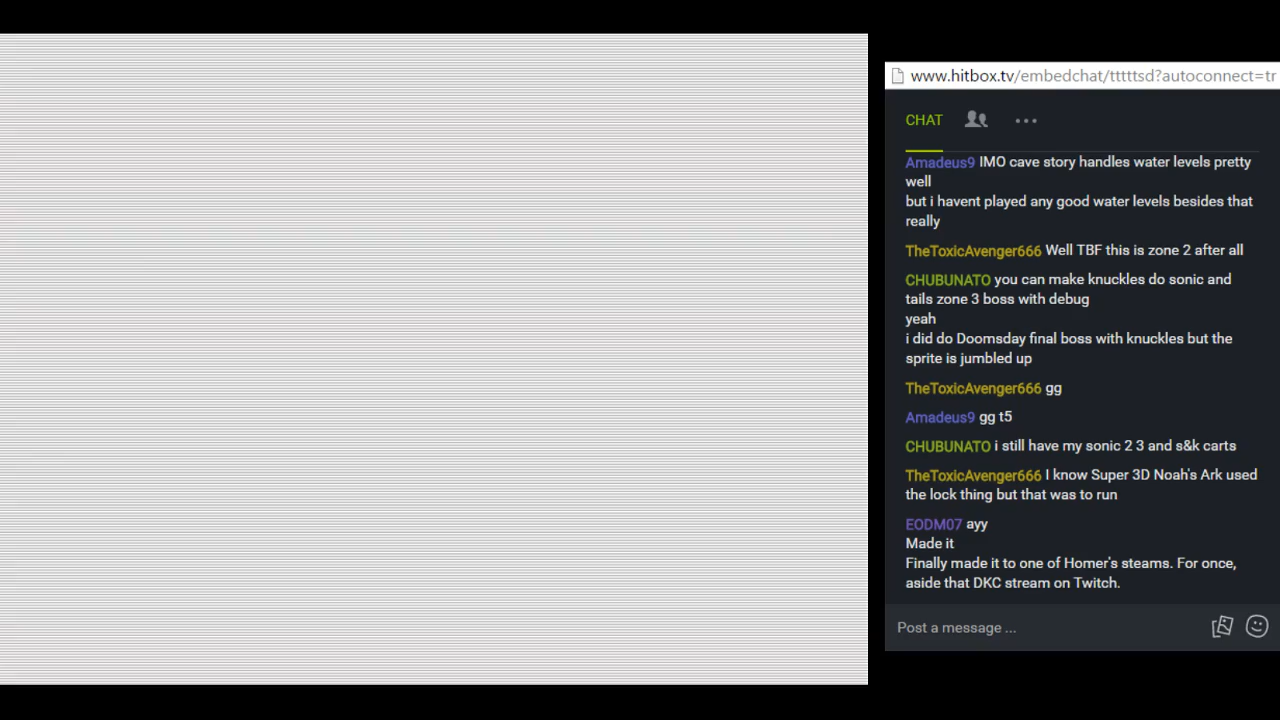 www.hitbox.tv/embedchat/tttttsd?autoconnect=tr
CHAT
Amadeus9 IMO cave story handles water levels pretty
well
but i havent played any good water levels besides that
really
TheToxicAvenger666 Well TBF this is zone 2 after all
CHUBUNATO you can make knuckles do sonic and
tails zone 3 boss with debug
yeah
i did do Doomsday final boss with knuckles but the
sprite is jumbled up
TheToxicAvenger666 gg
Amadeus9 gg t5
CHUBUNATO i still have my sonic 2 3 and s&k carts
TheToxicAvenger666 I know Super 3D Noah's Ark used
the lock thing but that was to run
EODM07 ayy
Made it
Finally made it to one of Homer's steams. For once,
aside that DKC stream on Twitch.
Post a message ...